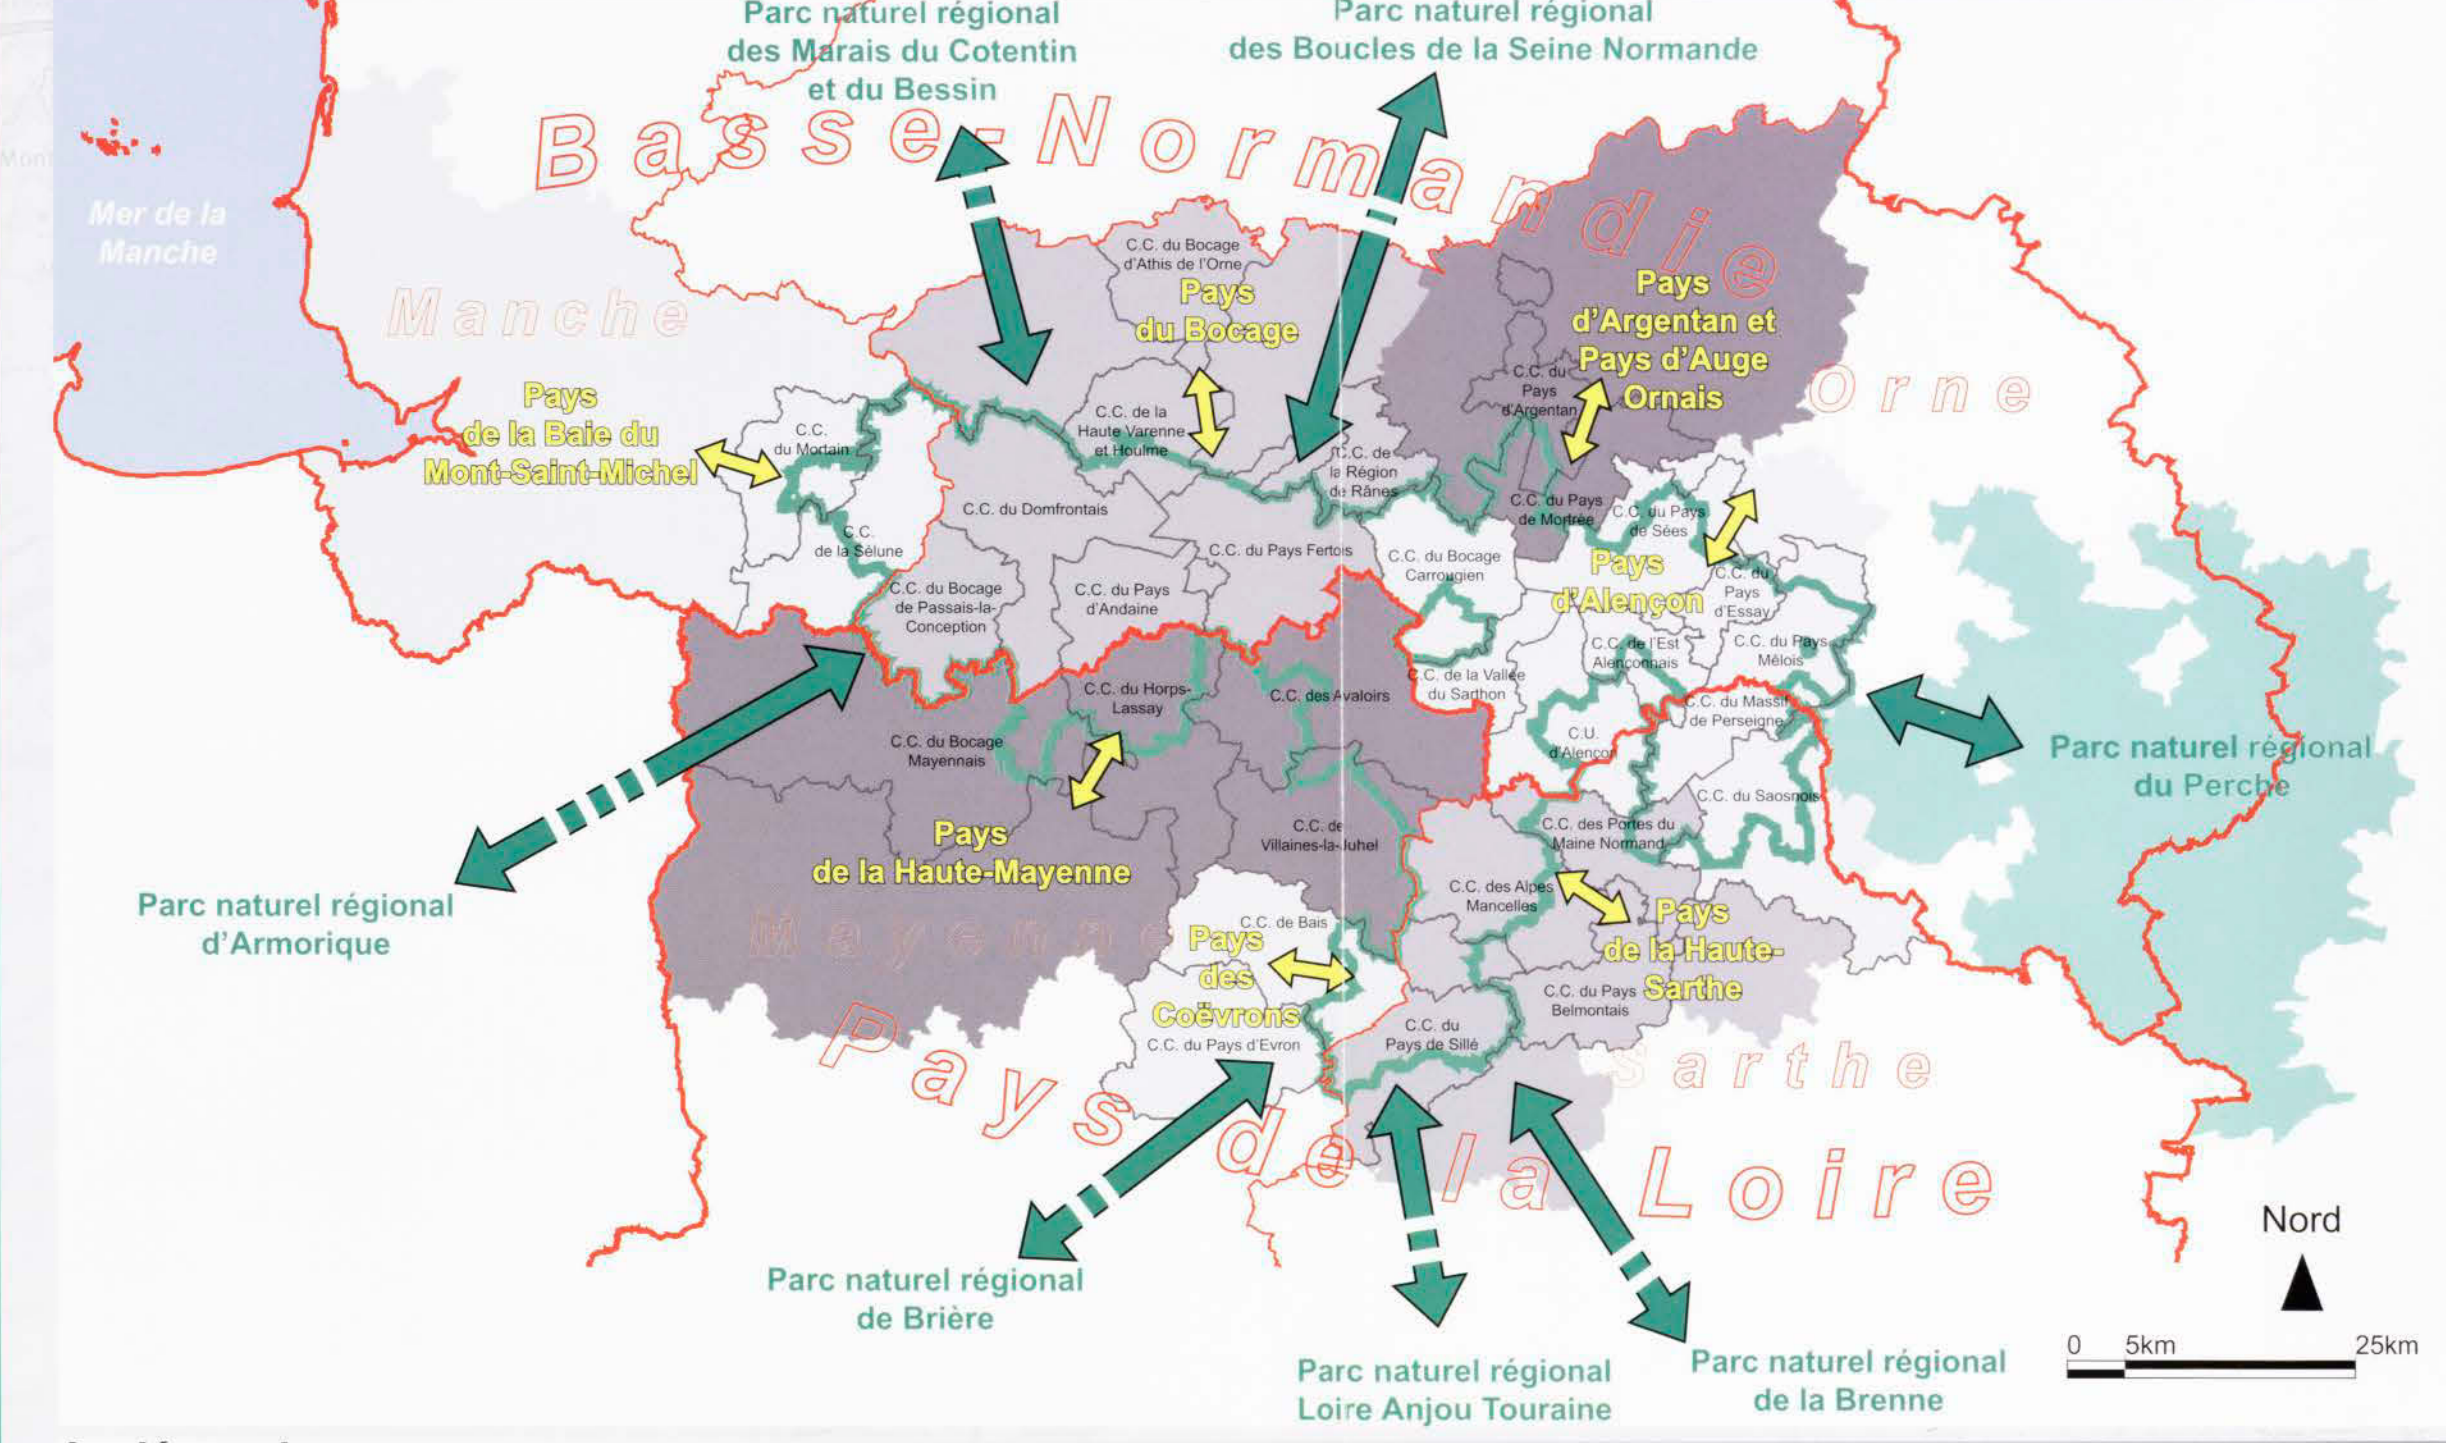 Parc naturel régional
des Marais du Cotentin
et du Bessin
Parc naturel régional
des Boucles de la Seine Normande
Basse-Normandie
Mont
Mer de la
Manche
Manche
Orne
C.C. du Bocage
d'Athis de l'Orne
Pays
du Bocage
Pays
d'Argentan et
Pays d'Auge
Ornais
C.C. du
Pays
d'Argentan
Pays
de la Baie du
Mont-Saint-Michel
C.C.
du Mortain
C.C. de la
Haute Varenne
et Houlme
C.C. de
la Région
de Rânes
C.C. du Domfrontais
C.C. du Pays
de Mortrée
C.C. du Pays
de Sées
C.C.
de la Sélune
C.C. du Pays Fertois
C.C. du Bocage
Carrougien
Pays
d'Alençon
C.C. du
Pays
d'Essay
C.C. du Bocage
de Passais-la-
Conception
C.C. du Pays
d'Andaine
C.C. de l'Est
Alençonnais
C.C. du Pays
Mêlois
C.C. du Horps-
Lassay
C.C. des Avaloirs
C.C. de la Vallée
du Sarthon
C.C. du Massif
de Perseigne
C.C. du Bocage
Mayennais
C.U.
d'Alençon
Parc naturel régional
du Perche
C.C. du Saosnois
Pays
de la Haute-Mayenne
C.C. de
Villaines-la-Juhel
C.C. des Portes du
Maine Normand
C.C. des Alpes
Mancelles
Parc naturel régional
d'Armorique
Mayenne
C.C. de Bais
Pays
des
Coëvrons
C.C. du Pays d'Evron
Pays
de la Haute-
Sarthe
C.C. du Pays
Belmontais
C.C. du
Pays de Sillé
Sarthe
Pays de la Loire
Parc naturel régional
de Brière
Parc naturel régional
Loire Anjou Touraine
Parc naturel régional
de la Brenne
Nord
0 5km 25km